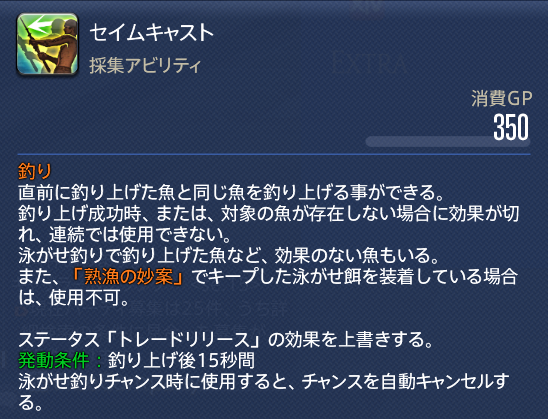 セイムキャスト
採集アビリティ
消費GP
350
釣り
直前に釣り上げた魚と同じ魚を釣り上げる事ができる。
釣り上げ成功時、または、対象の魚が存在しない場合に効果が切
れ、連続では使用できない。
泳がせ釣りで釣り上げた魚など、効果のない魚もいる。
また、「熟漁の妙案」でキープした泳がせ餌を装着している場合
は、使用不可。
ステータス「トレードリリース」の効果を上書きする。
発動条件：釣り上げ後15秒間
泳がせ釣りチャンス時に使用すると、チャンスを自動キャンセルす
る。